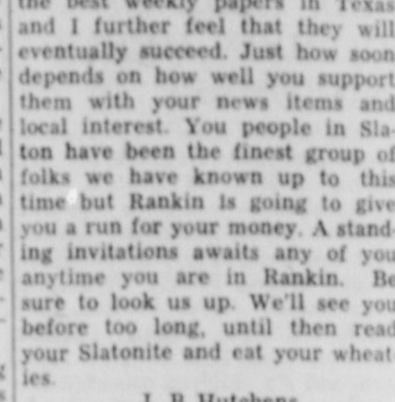 the best weekly papers in Texas
and I further feel that they will
eventually succeed. Just how soon
depends on how well you support
them with your news items and
local interest. You people in Sla-
ton have been the finest group of
folks we have known up to this
time but Rankin is going to give
you a run for your money. A stand-
ing invitations awaits any of you
anytime you are in Rankin. Be
sure to look us up. We'll see you
before too long, until then read
your Slatonite and eat your wheat-
ies.
L. B. Hutchens